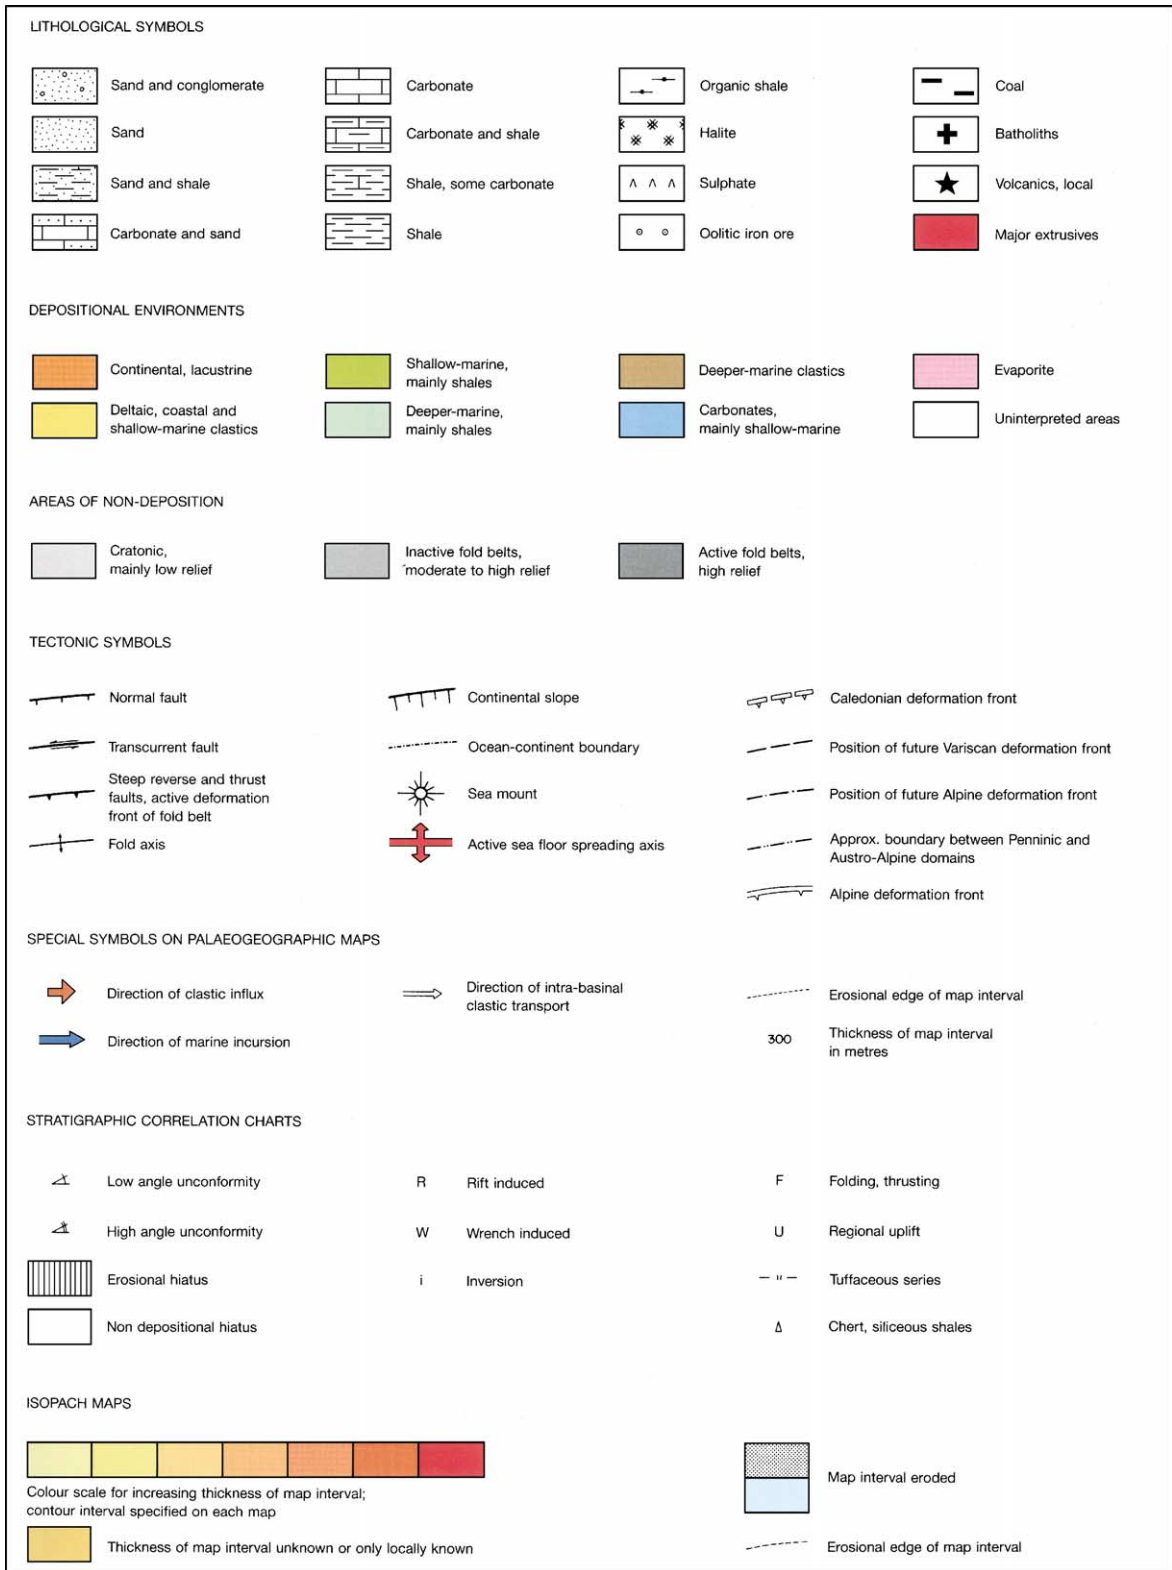 LITHOLOGICAL SYMBOLS
Sand and conglomerate
Carbonate
Organic shale
Coal
Sand
Carbonate and shale
Halite
Batholiths
Sand and shale
Shale, some carbonate
Sulphate
Volcanics, local
Carbonate and sand
Shale
Oolitic iron ore
Major extrusives
DEPOSITIONAL ENVIRONMENTS
Continental, lacustrine
Shallow-marine,
mainly shales
Deeper-marine clastics
Evaporite
Deltaic, coastal and
shallow-marine clastics
Deeper-marine,
mainly shales
Carbonates,
mainly shallow-marine
Uninterpreted areas
AREAS OF NON-DEPOSITION
Cratonic,
mainly low relief
Inactive fold belts,
moderate to high relief
Active fold belts,
high relief
TECTONIC SYMBOLS
Normal fault
Continental slope
Caledonian deformation front
Transcurrent fault
Ocean-continent boundary
Position of future Variscan deformation front
Steep reverse and thrust
faults, active deformation
front of fold belt
Sea mount
Position of future Alpine deformation front
Fold axis
Active sea floor spreading axis
Approx. boundary between Penninic and
Austro-Alpine domains
Alpine deformation front
SPECIAL SYMBOLS ON PALAEOGEOGRAPHIC MAPS
Direction of clastic influx
Direction of intra-basinal
clastic transport
Erosional edge of map interval
Direction of marine incursion
300
Thickness of map interval
in metres
STRATIGRAPHIC CORRELATION CHARTS
Low angle unconformity
R Rift induced
F Folding, thrusting
High angle unconformity
W Wrench induced
U Regional uplift
Erosional hiatus
i Inversion
Tuffaceous series
Non depositional hiatus
Chert, siliceous shales
ISOPACH MAPS
Colour scale for increasing thickness of map interval;
contour interval specified on each map
Map interval eroded
Thickness of map interval unknown or only locally known
Erosional edge of map interval